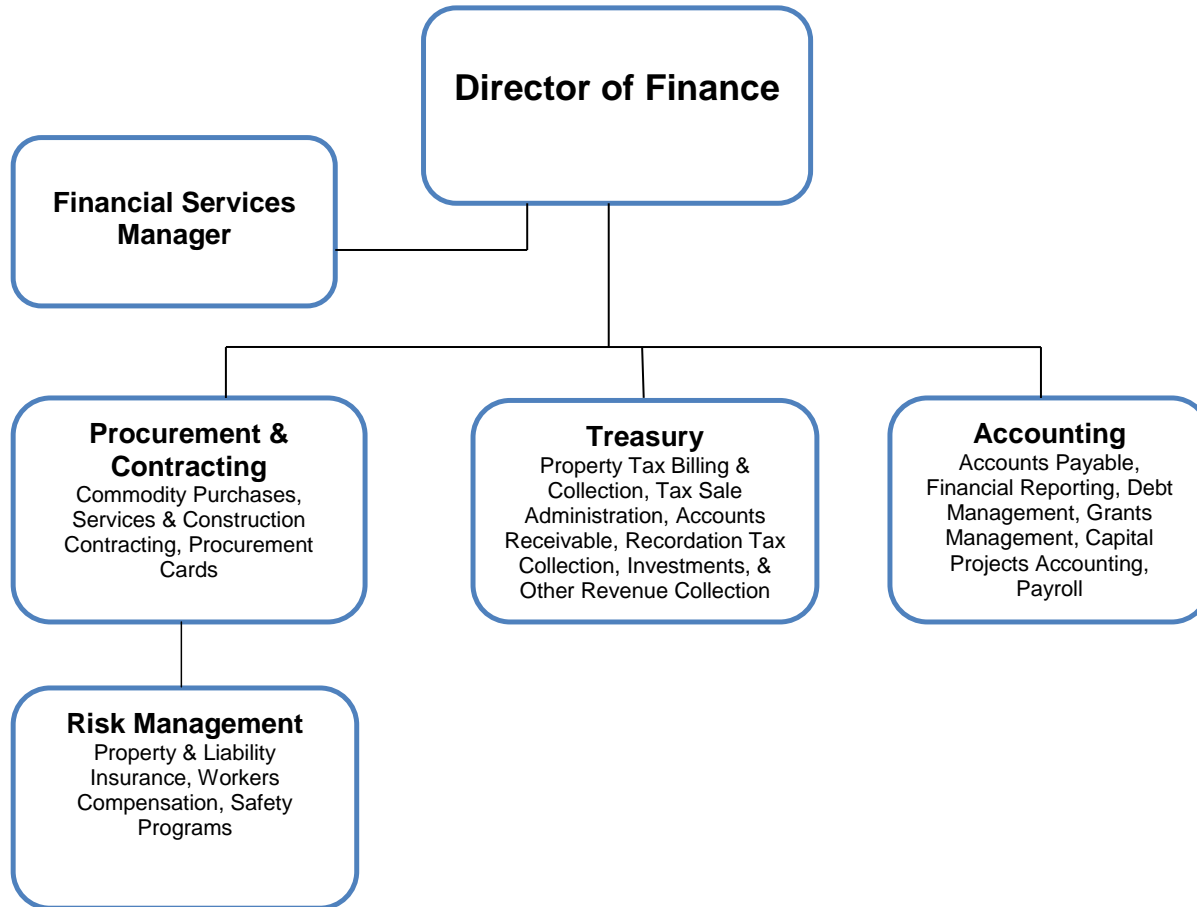 Director of Finance
Financial Services
Manager
Procurement &
Contracting
Commodity Purchases,
Services & Construction
Contracting, Procurement
Cards
Treasury
Property Tax Billing &
Collection, Tax Sale
Administration, Accounts
Receivable, Recordation Tax
Collection, Investments, &
Other Revenue Collection
Accounting
Accounts Payable,
Financial Reporting, Debt
Management, Grants
Management, Capital
Projects Accounting,
Payroll
Risk Management
Property & Liability
Insurance, Workers
Compensation, Safety
Programs